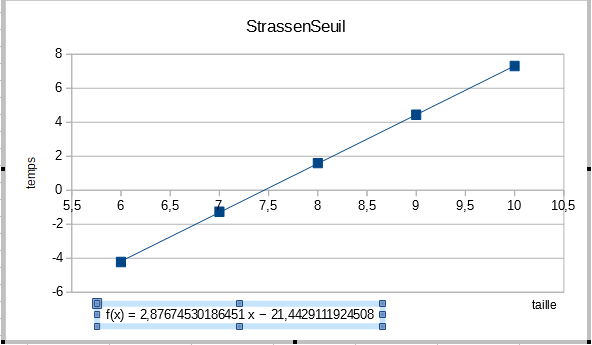 StrassenSeuil
8
6
4
2
0
-2
-4
-6
5,5 6 6,5 7 7,5 8 8,5 9 9,5 10 10,5
temps
taille
f(x) = 2,87674530186451 x − 21,4429111924508